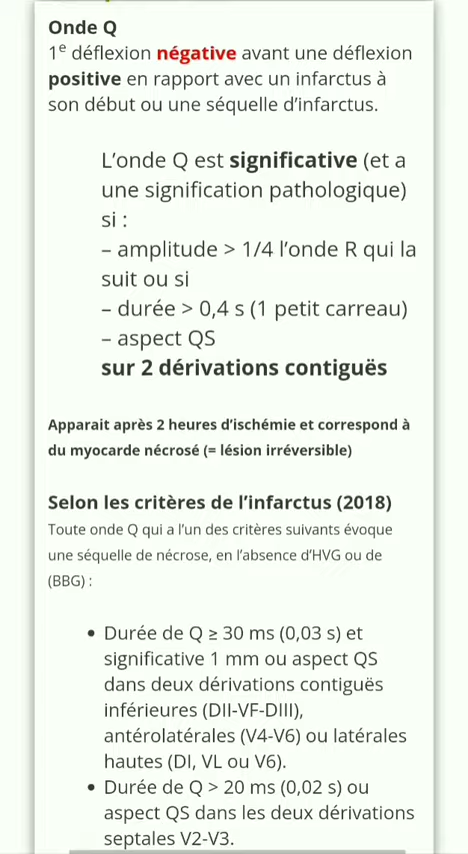 Onde Q
1e déflexion négative avant une déflexion
positive en rapport avec un infarctus à
son début ou une séquelle d’infarctus.
L’onde Q est significative (et a
une signification pathologique)
si :
– amplitude > 1/4 l’onde R qui la
suit ou si
– durée > 0,4 s (1 petit carreau)
– aspect QS
sur 2 dérivations contiguës
Apparait après 2 heures d’ischémie et correspond à
du myocarde nécrosé (= lésion irréversible)
Selon les critères de l’infarctus (2018)
Toute onde Q qui a l’un des critères suivants évoque
une séquelle de nécrose, en l’absence d’HVG ou de
(BBG) :
• Durée de Q ≥ 30 ms (0,03 s) et
significative 1 mm ou aspect QS
dans deux dérivations contiguës
inférieures (DII-VF-DIII),
antérolatérales (V4-V6) ou latérales
hautes (DI, VL ou V6).
• Durée de Q > 20 ms (0,02 s) ou
aspect QS dans les deux dérivations
septales V2-V3.